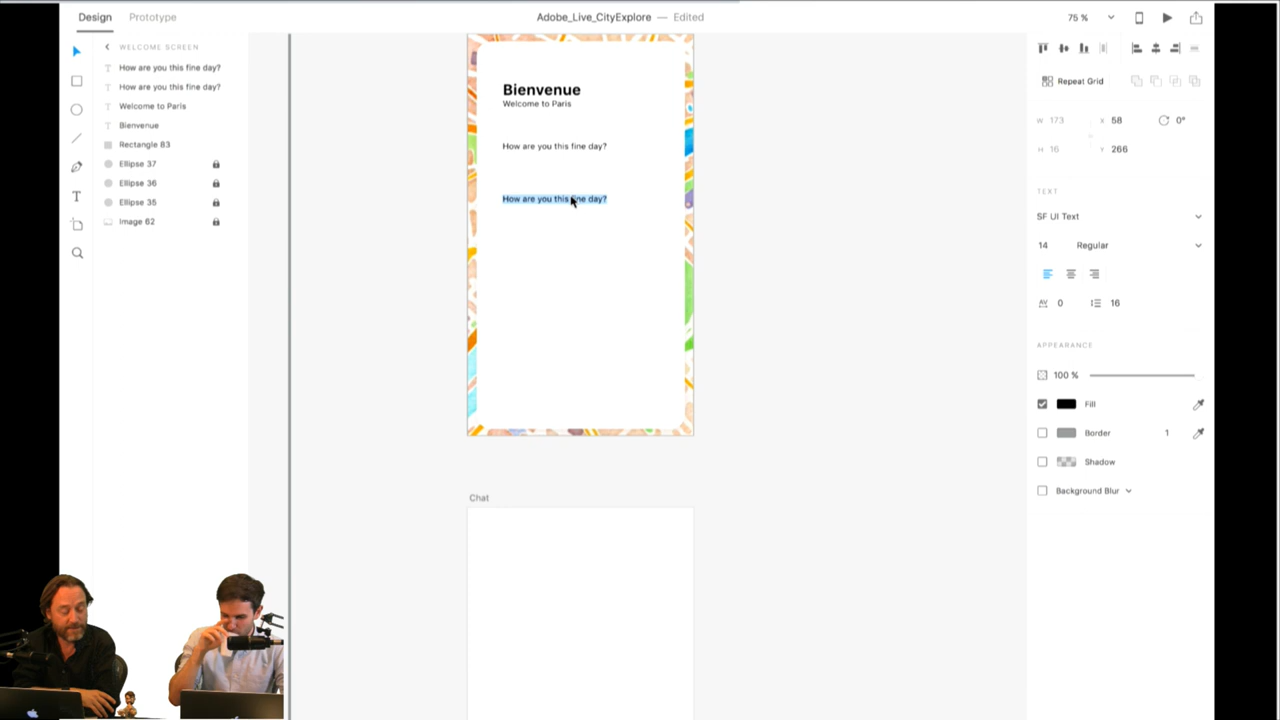 Design
Prototype
Adobe_Live_CityExplore — Edited
75 %
WELCOME SCREEN
How are you this fine day?
How are you this fine day?
Welcome to Paris
Bienvenue
Rectangle 83
Ellipse 37
Ellipse 36
Ellipse 35
Image 62
Bienvenue
Welcome to Paris
How are you this fine day?
How are you this fine day?
Chat
Repeat Grid
W 173
X 58
0°
H 16
Y 266
TEXT
SF UI Text
14
Regular
AV 0
16
APPEARANCE
100 %
Fill
Border
1
Shadow
Background Blur
T
T
T
T
T